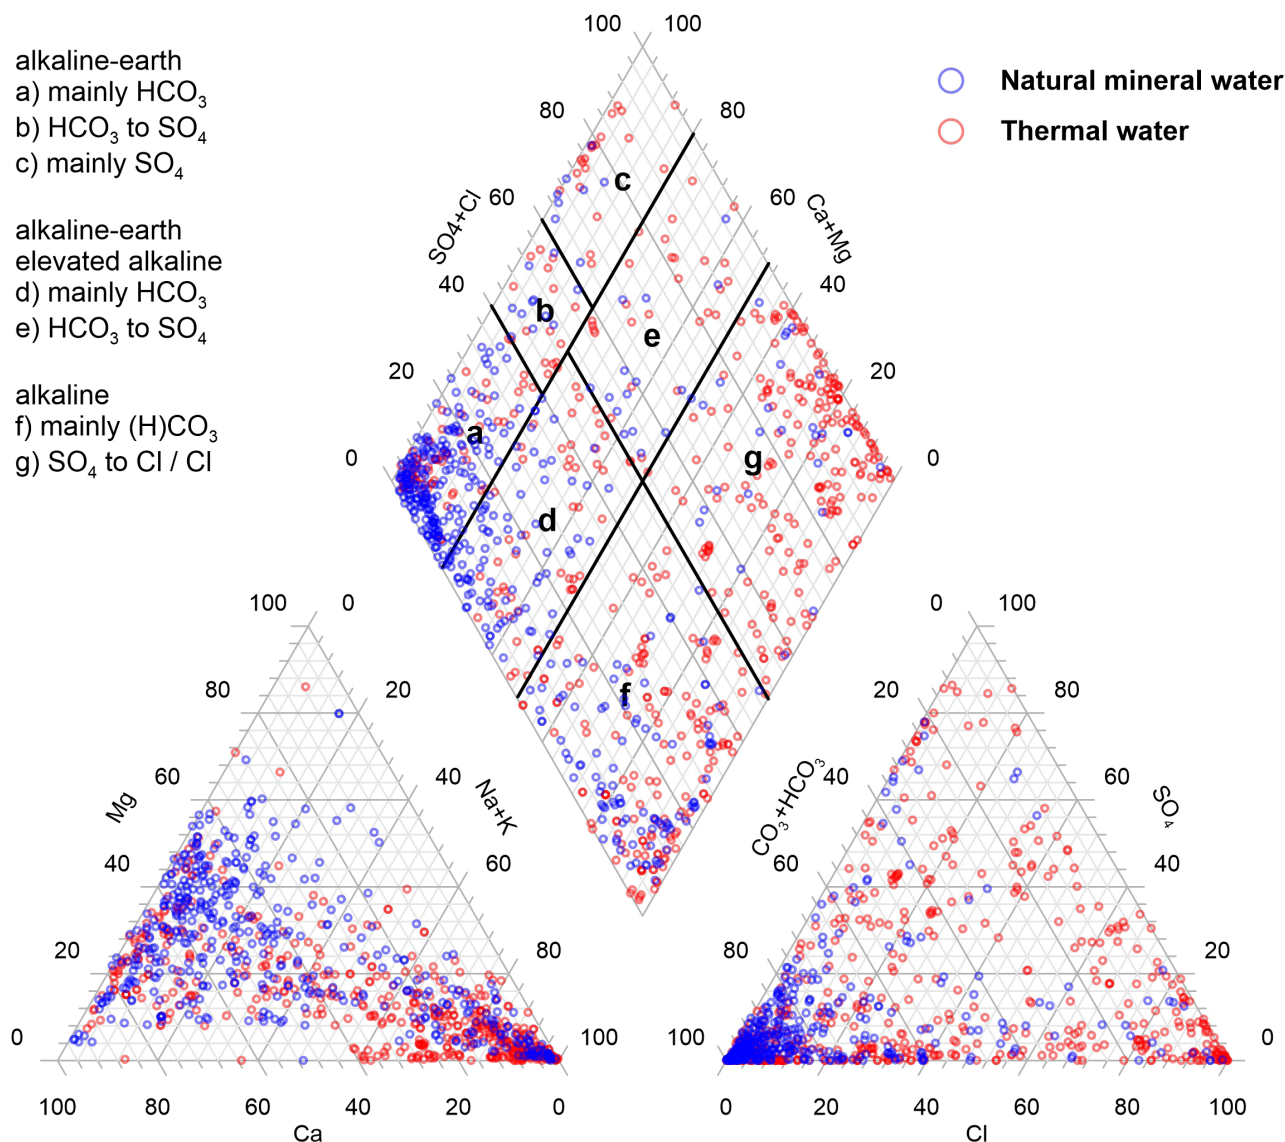 100 100
alkaline-earth
a) mainly HCO₃
b) HCO₃ to SO₄
c) mainly SO₄
alkaline-earth
elevated alkaline
d) mainly HCO₃
e) HCO₃ to SO₄
alkaline
f) mainly (H)CO₃
g) SO₄ to Cl / Cl
Natural mineral water
Thermal water
80 80
c
60 60
SO4+Cl
Ca+Mg
40 40
b
e
20 20
a
0 0
g
d
f
100 0
80 20
60 40
Mg
Na+K
40 60
20 80
0 100
100 80 60 40 20 0
Ca
0 100
20 80
40 60
CO₃+HCO₃
SO₄
60 40
80 20
100 0
0 20 40 60 80 100
Cl